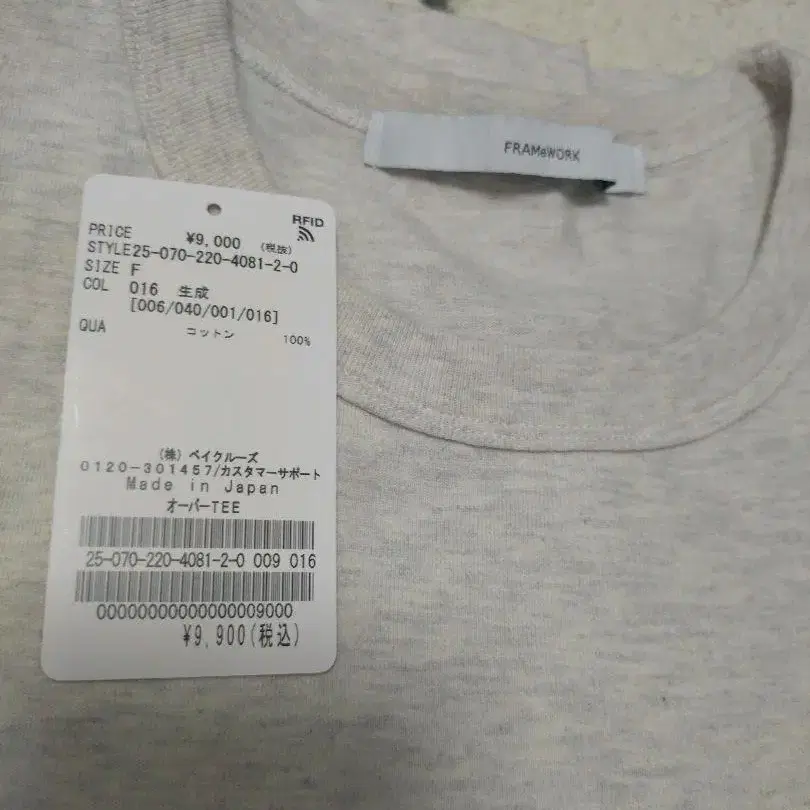 FRAMeWORK
RFID
PRICE ¥9,000 (税抜)
STYLE25-070-220-4081-2-0
SIZE F
COL 016 生成
[006/040/001/016]
QUA コットン 100%
(株) ベイクルーズ
0120-301457/カスタマーサポート
Made in Japan
オーバーTEE
25-070-220-4081-2-0 009 016
00000000000000009000
¥9,900(税込)